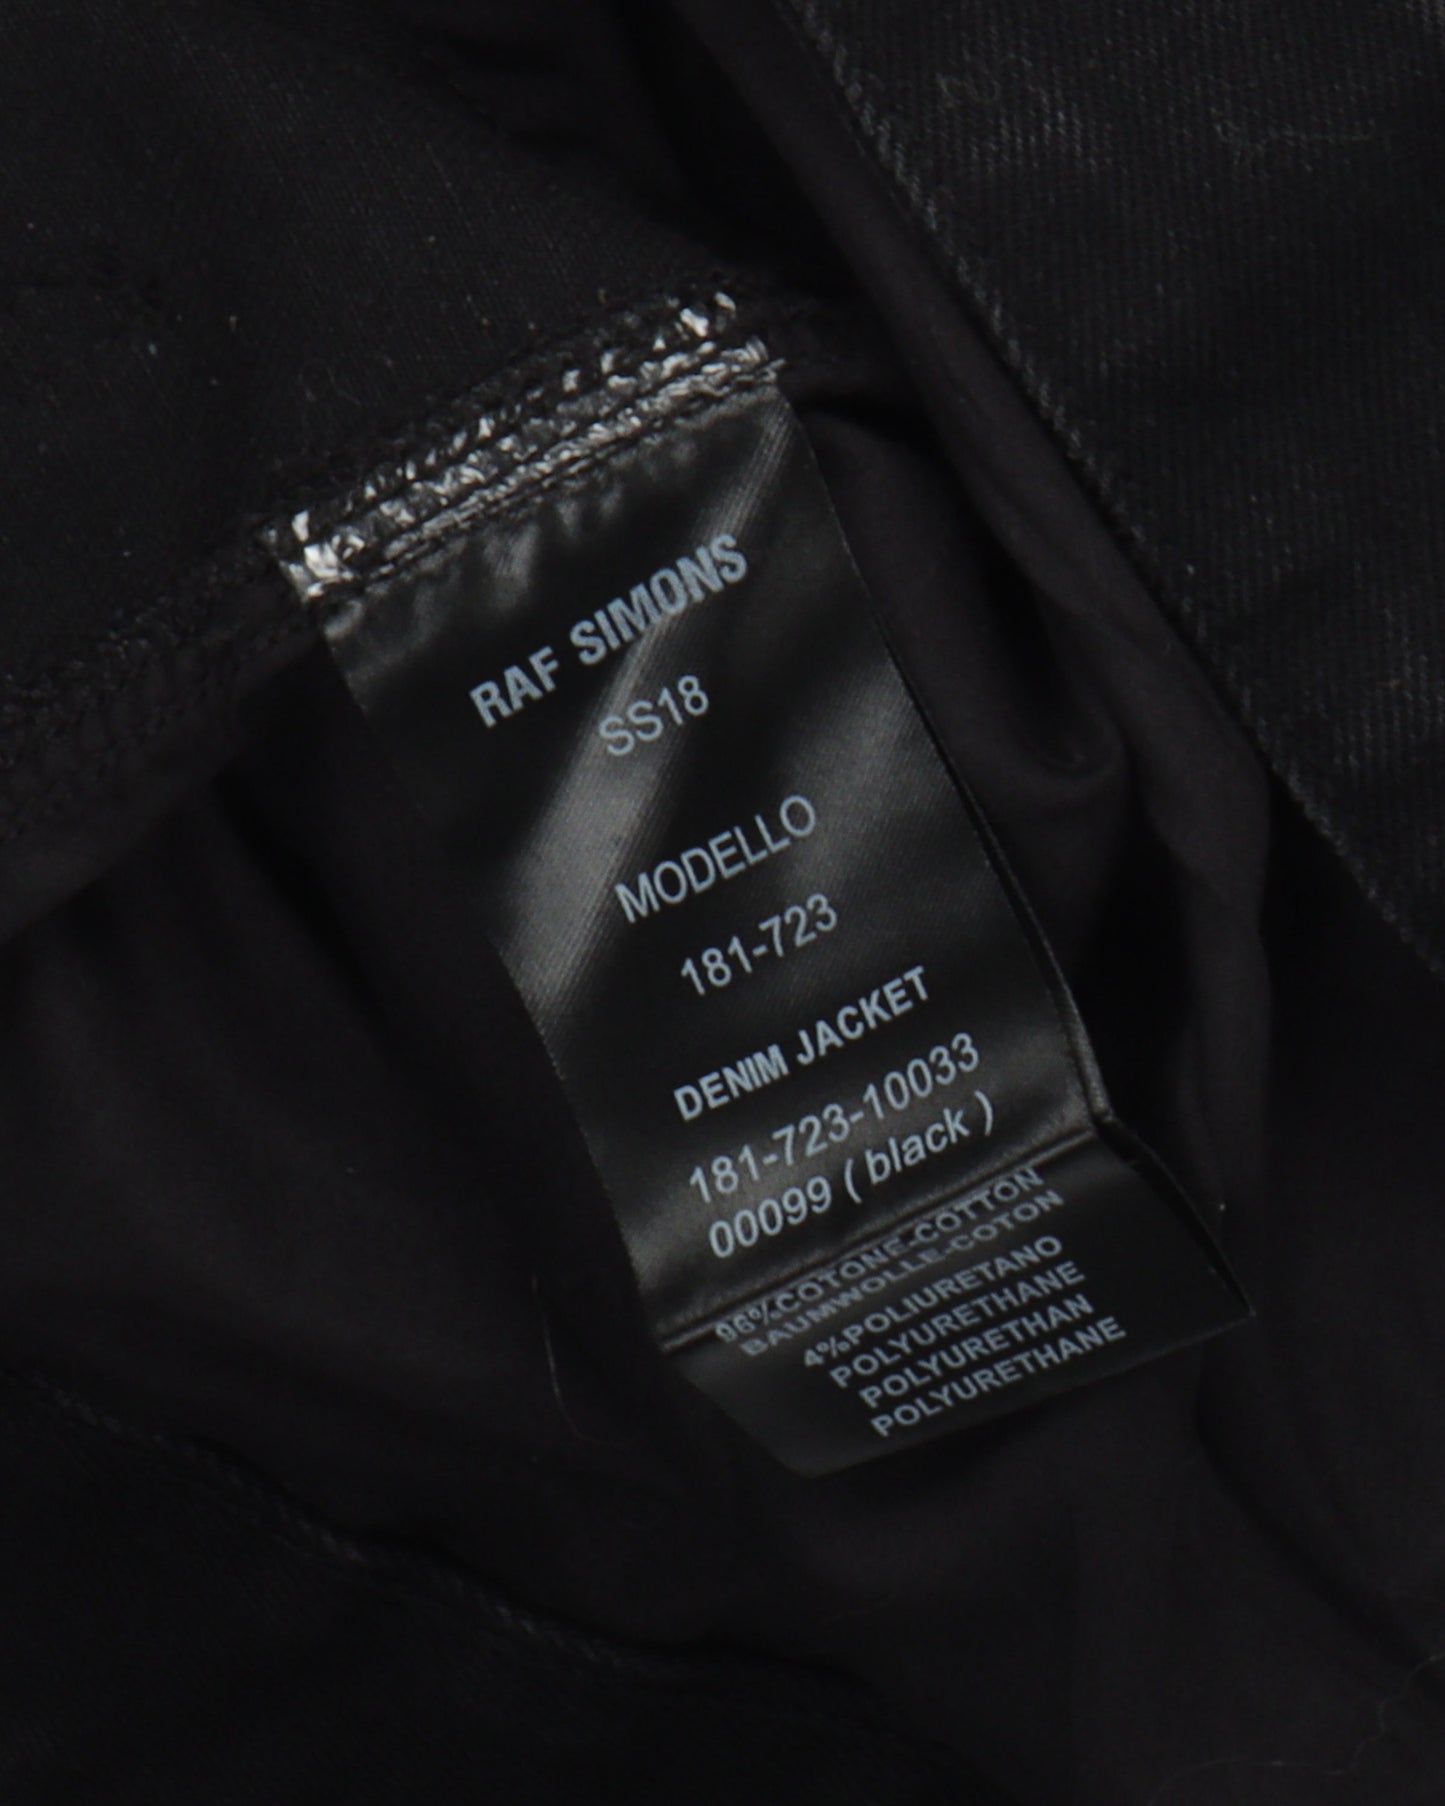 RAF SIMONS
SS18
MODELLO
181-723
DENIM JACKET
181-723-10033
00099 ( black )
96%COTONE-COTTON
BAUMWOLLE-COTON
4%POLIURETANO
POLYURETHANE
POLYURETHAN
POLYURETHANE